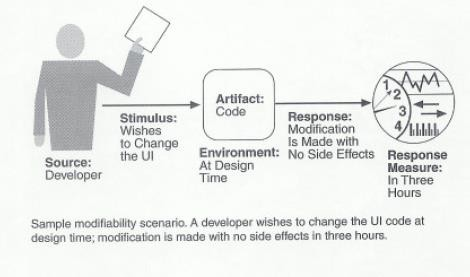 Source:
Developer
Stimulus:
Wishes
to Change
the UI
Artifact:
Code
Environment:
At Design
Time
Response:
Modification
Is Made with
No Side Effects
1
2
3
4
Response
Measure:
In Three
Hours
Sample modifiability scenario. A developer wishes to change the UI code at
design time; modification is made with no side effects in three hours.